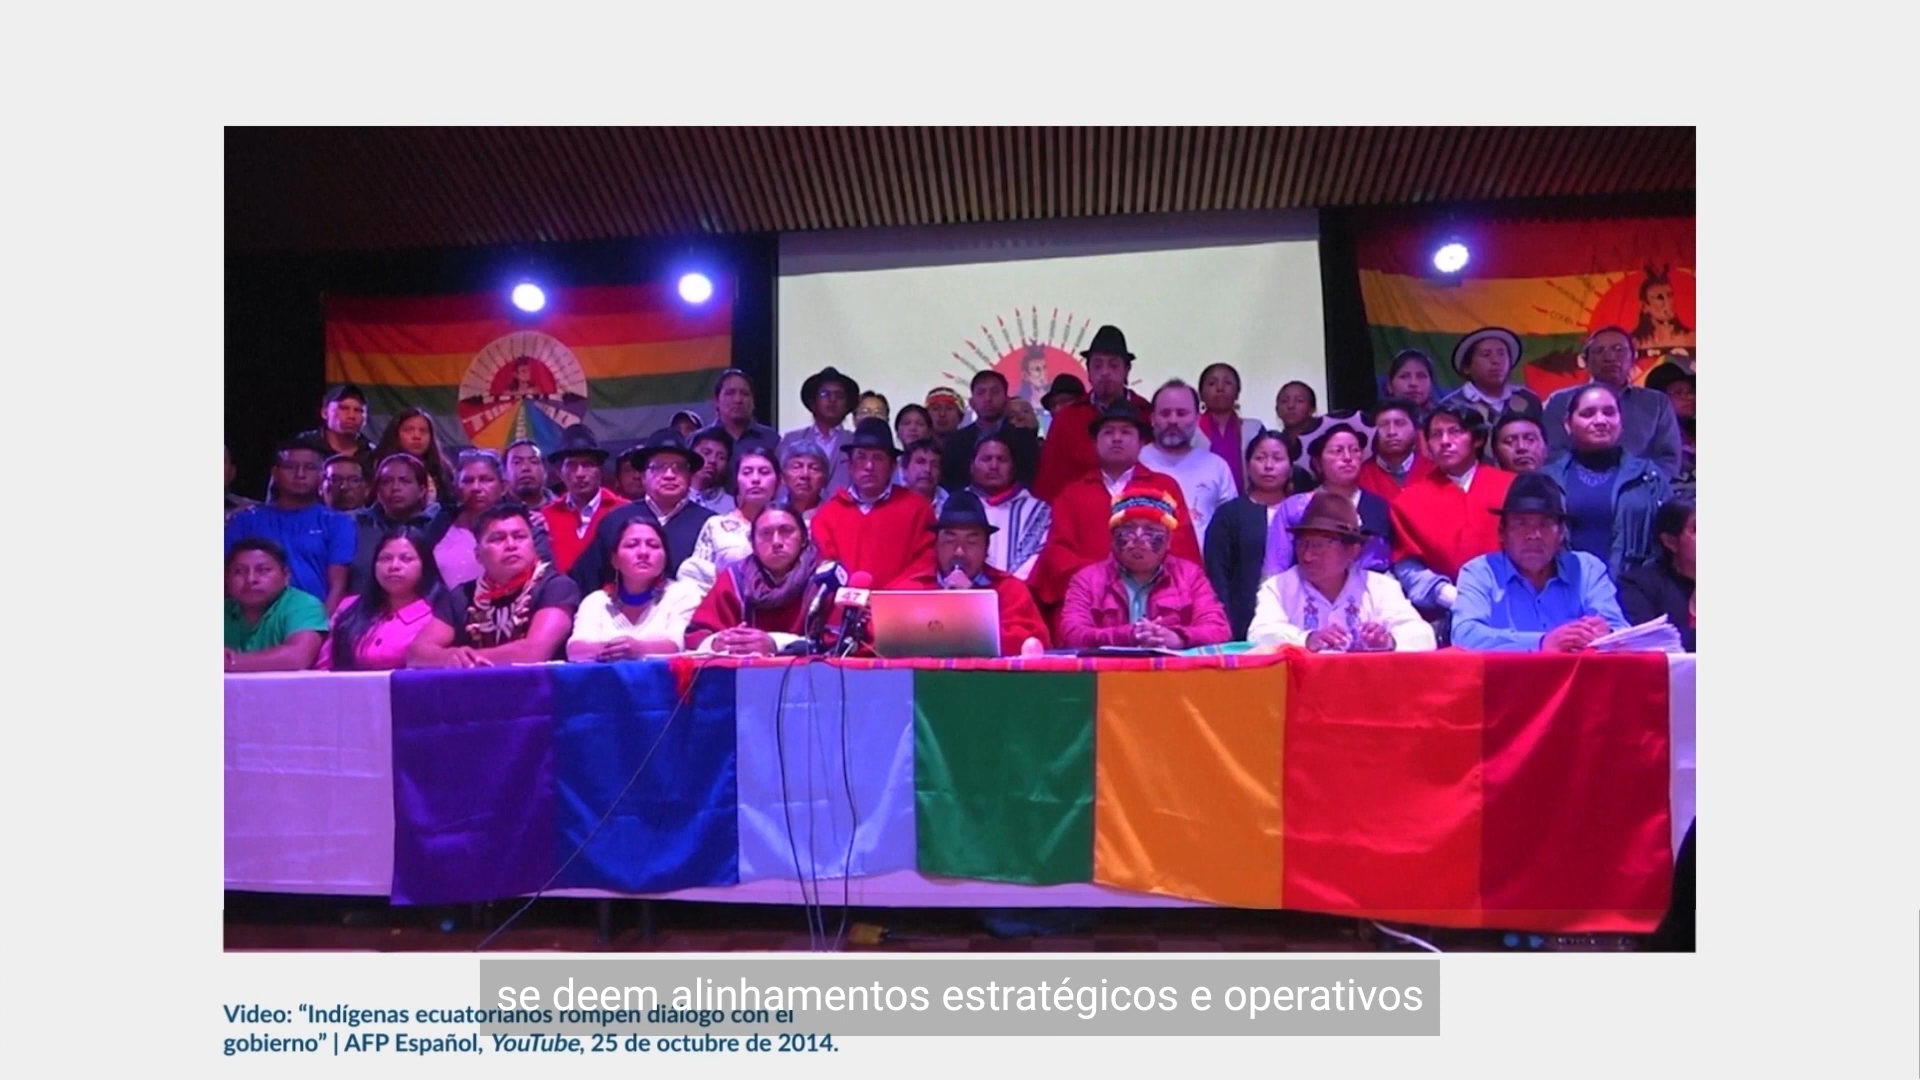 47
se deem alinhamentos estratégicos e operativos
Video: “Indígenas ecuatorianos rompen diálogo con el
gobierno” | AFP Español, YouTube, 25 de octubre de 2014.